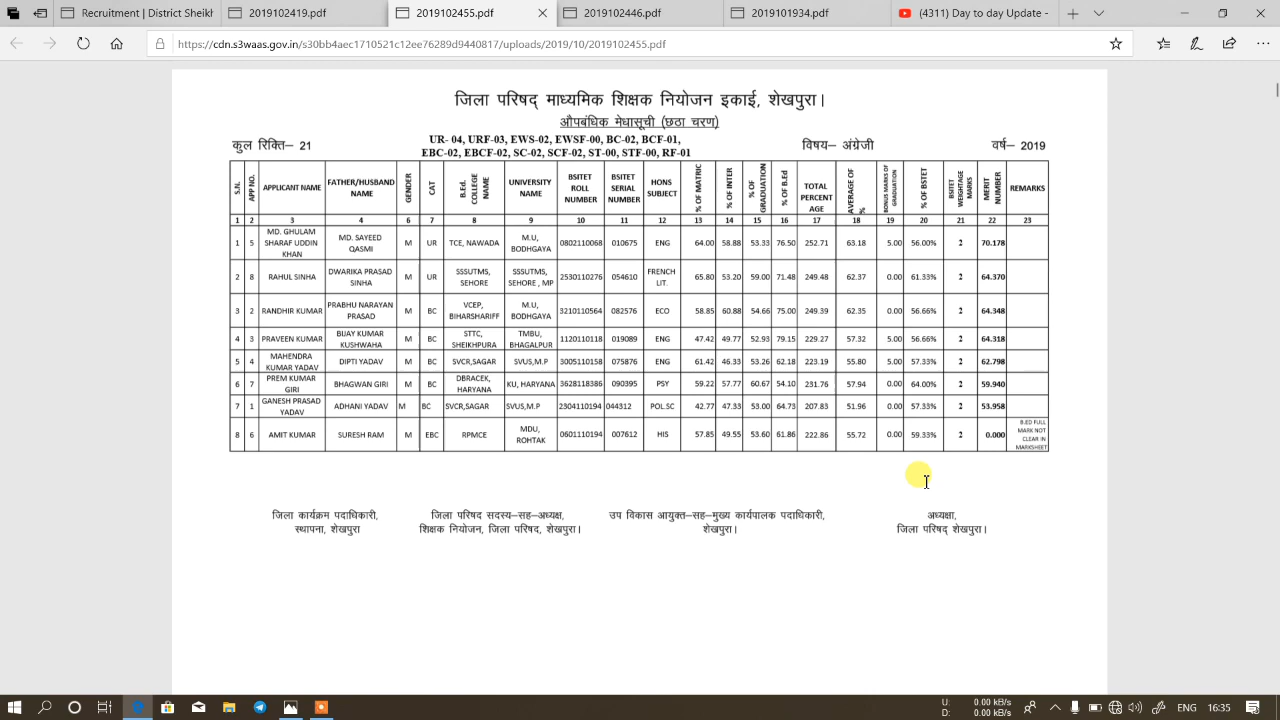 District Sheikhpura, Govern
2019102455.pdf
2019102454.pdf
(4) Ranjan Kumar Dwivedi -
https://cdn.s3waas.gov.in/s30bb4aec1710521c12ee76289d9440817/uploads/2019/10/2019102455.pdf
जिला परिषद् माध्यमिक शिक्षक नियोजन इकाई, शेखपुरा।
औपबंधिक मेधासूची (छठा चरण)
कुल रिक्ति– 21
UR- 04, URF-03, EWS-02, EWSF-00, BC-02, BCF-01,
EBC-02, EBCF-02, SC-02, SCF-02, ST-00, STF-00, RF-01
विषय– अंग्रेजी
वर्ष– 2019
S.N. APP NO. APPLICANT NAME FATHER/HUSBAND NAME GENDER CAT B.Ed. COLLEGE NAME UNIVERSITY NAME BSITET ROLL NUMBER BSITET SERIAL NUMBER HONS SUBJECT % OF MATRIC % OF INTER % OF GRADUATION % OF B.Ed TOTAL PERCENT AGE AVERAGE OF % BONUS MARKS OF GRADUATION % OF BSTET BSITET WEIGHTAGE MARKS MERIT NUMBER REMARKS
1 2 3 4 6 7 8 9 10 11 12 13 14 15 16 17 18 19 20 21 22 23
1 5 MD. GHULAM SHARAF UDDIN KHAN MD. SAYEED QASMI M UR TCE, NAWADA M.U, BODHGAYA 0802110068 010675 ENG 64.00 58.88 53.33 76.50 252.71 63.18 5.00 56.00% 2 70.178
2 8 RAHUL SINHA DWARIKA PRASAD SINHA M UR SSSUTMS, SEHORE SSSUTMS, SEHORE , MP 2530110276 054610 FRENCH LIT. 65.80 53.20 59.00 71.48 249.48 62.37 0.00 61.33% 2 64.370
3 2 RANDHIR KUMAR PRABHU NARAYAN PRASAD M BC VCEP, BIHARSHARIFF M.U, BODHGAYA 3210110564 082576 ECO 58.85 60.88 54.66 75.00 249.39 62.35 0.00 56.66% 2 64.348
4 3 PRAVEEN KUMAR BIJAY KUMAR KUSHWAHA M BC STTC, SHEIKHPURA TMBU, BHAGALPUR 1120110118 019089 ENG 47.42 49.77 52.93 79.15 229.27 57.32 5.00 56.66% 2 64.318
5 4 MAHENDRA KUMAR YADAV DIPTI YADAV M BC SVCR,SAGAR SVUS,M.P 3005110158 075876 ENG 61.42 46.33 53.26 62.18 223.19 55.80 5.00 57.33% 2 62.798
6 7 PREM KUMAR GIRI BHAGWAN GIRI M BC DBRACEK, HARYANA KU, HARYANA 3628118386 090395 PSY 59.22 57.77 60.67 54.10 231.76 57.94 0.00 64.00% 2 59.940
7 1 GANESH PRASAD YADAV ADHANI YADAV M BC SVCR,SAGAR SVUS,M.P 2304110194 044312 POL.SC 42.77 47.33 53.00 64.73 207.83 51.96 0.00 57.33% 2 53.958
8 6 AMIT KUMAR SURESH RAM M EBC RPMCE MDU, ROHTAK 0601110194 007612 HIS 57.85 49.55 53.60 61.86 222.86 55.72 0.00 59.33% 2 0.000 B.ED FULL MARK NOT CLEAR IN MARKSHEET
जिला कार्यक्रम पदाधिकारी,
स्थापना, शेखपुरा
जिला परिषद सदस्य–सह–अध्यक्ष,
शिक्षक नियोजन, जिला परिषद, शेखपुरा।
उप विकास आयुक्त–सह–मुख्य कार्यपालक पदाधिकारी,
शेखपुरा।
अध्यक्षा,
जिला परिषद् शेखपुरा।
U: 0.00 kB/s
D: 0.00 kB/s
ENG 16:35